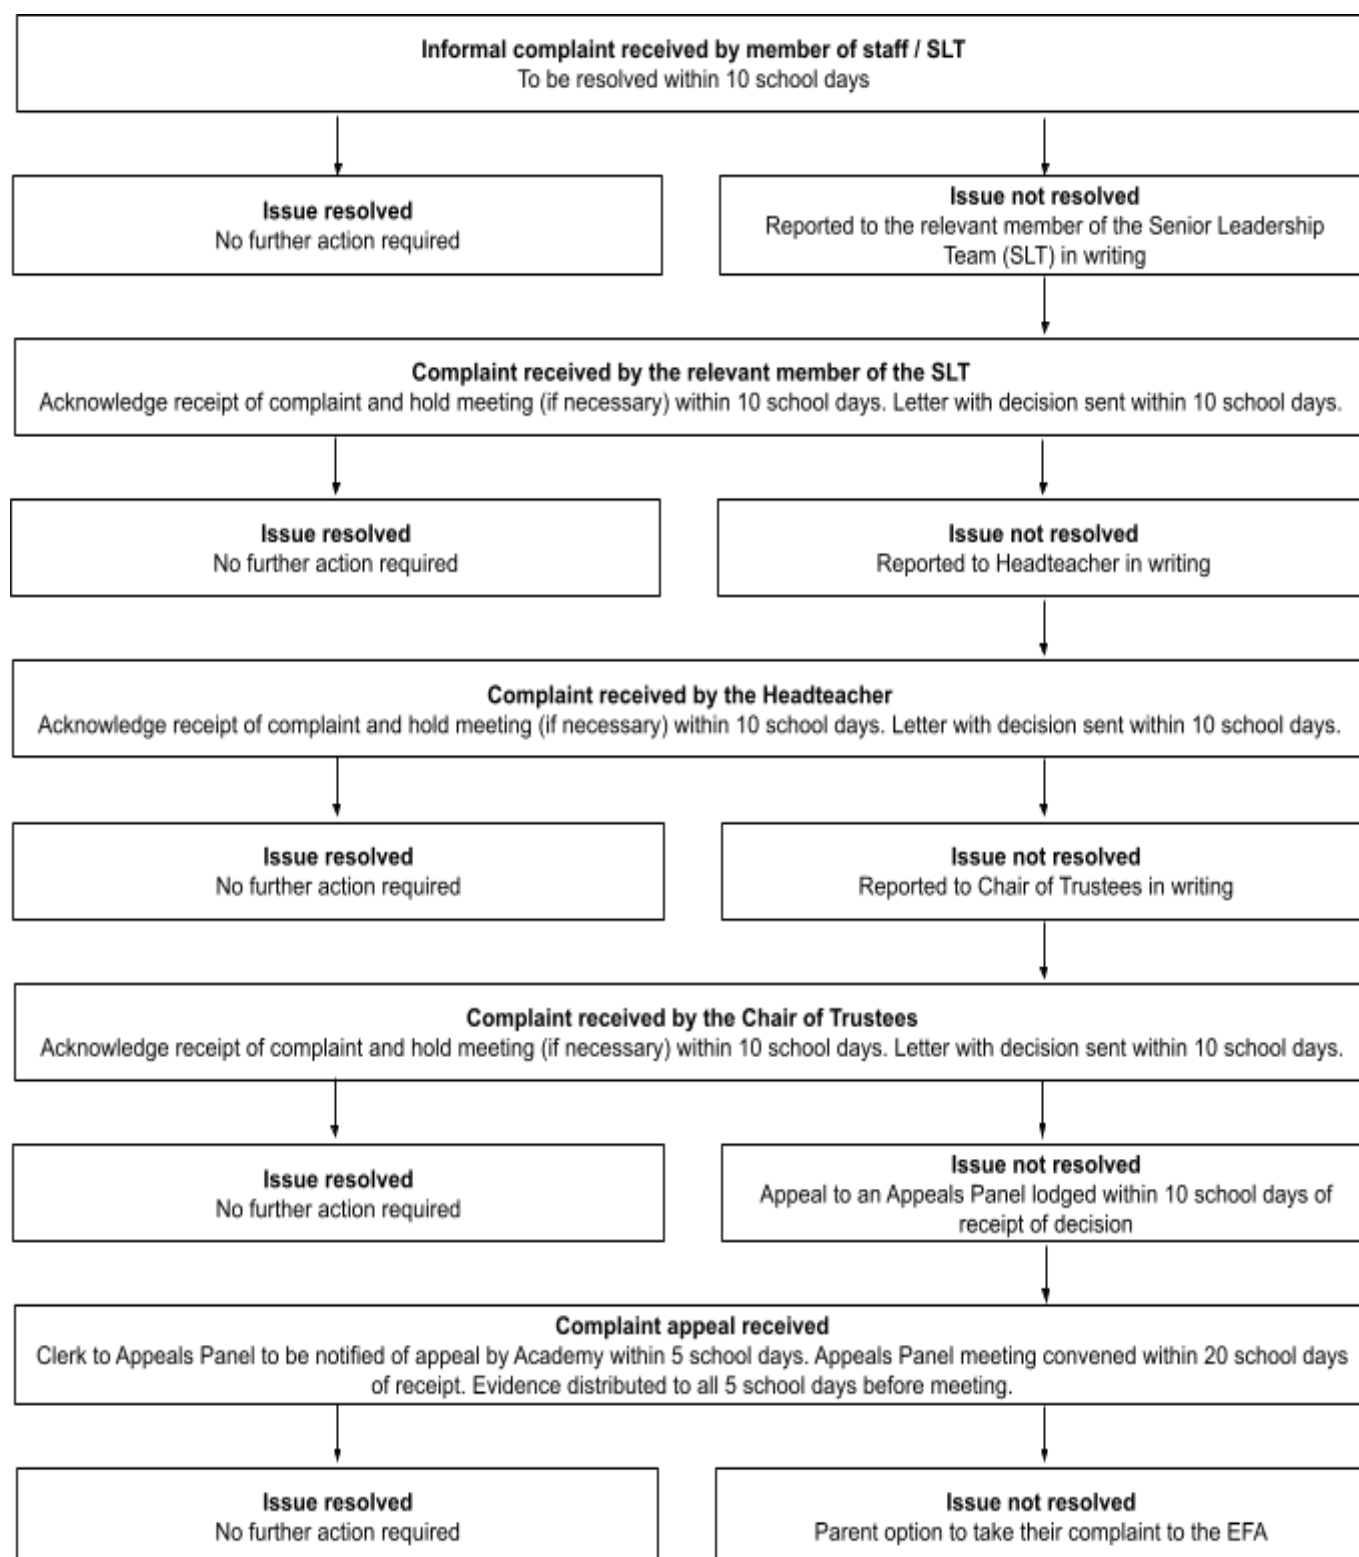 Informal complaint received by member of staff / SLT
To be resolved within 10 school days
Issue resolved
No further action required
Issue not resolved
Reported to the relevant member of the Senior Leadership
Team (SLT) in writing
Complaint received by the relevant member of the SLT
Acknowledge receipt of complaint and hold meeting (if necessary) within 10 school days. Letter with decision sent within 10 school days.
Issue resolved
No further action required
Issue not resolved
Reported to Headteacher in writing
Complaint received by the Headteacher
Acknowledge receipt of complaint and hold meeting (if necessary) within 10 school days. Letter with decision sent within 10 school days.
Issue resolved
No further action required
Issue not resolved
Reported to Chair of Trustees in writing
Complaint received by the Chair of Trustees
Acknowledge receipt of complaint and hold meeting (if necessary) within 10 school days. Letter with decision sent within 10 school days.
Issue resolved
No further action required
Issue not resolved
Appeal to an Appeals Panel lodged within 10 school days of
receipt of decision
Complaint appeal received
Clerk to Appeals Panel to be notified of appeal by Academy within 5 school days. Appeals Panel meeting convened within 20 school days
of receipt. Evidence distributed to all 5 school days before meeting.
Issue resolved
No further action required
Issue not resolved
Parent option to take their complaint to the EFA